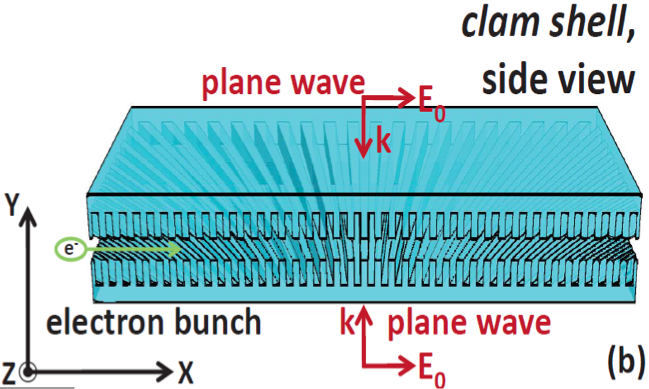 clam shell,
side view
plane wave
E0
k
Y
e-
electron bunch
k plane wave
Z X
E0
(b)